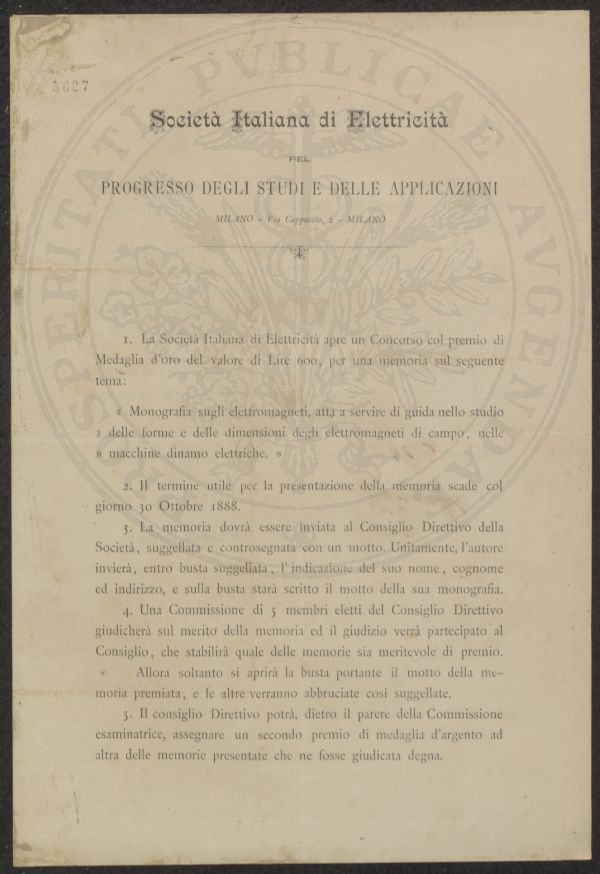 5627
PROSPERITATI PVBLICAE AVGENDAE
Società Italiana di Elettricità
PEL
PROGRESSO DEGLI STUDI E DELLE APPLICAZIONI
MILANO - Via Cappuccio, 2 - MILANO
1. La Società Italiana di Elettricità apre un Concorso col premio di
Medaglia d'oro del valore di Lire 600, per una memoria sul seguente
tema:
« Monografia sugli elettromagneti, atta a servire di guida nello studio
» delle forme e delle dimensioni degli elettromagneti di campo, nelle
» macchine dinamo elettriche. »
2. Il termine utile per la presentazione della memoria scade col
giorno 30 Ottobre 1888.
3. La memoria dovrà essere inviata al Consiglio Direttivo della
Società, suggellata e controsegnata con un motto. Unitamente, l'autore
invierà, entro busta suggellata, l'indicazione del suo nome, cognome
ed indirizzo, e sulla busta starà scritto il motto della sua monografia.
4. Una Commissione di 5 membri eletti del Consiglio Direttivo
giudicherà sul merito della memoria ed il giudizio verrà partecipato al
Consiglio, che stabilirà quale delle memorie sia meritevole di premio.
Allora soltanto si aprirà la busta portante il motto della me-
moria premiata, e le altre verranno abbruciate così suggellate.
5. Il consiglio Direttivo potrà, dietro il parere della Commissione
esaminatrice, assegnare un secondo premio di medaglia d'argento ad
altra delle memorie presentate che ne fosse giudicata degna.